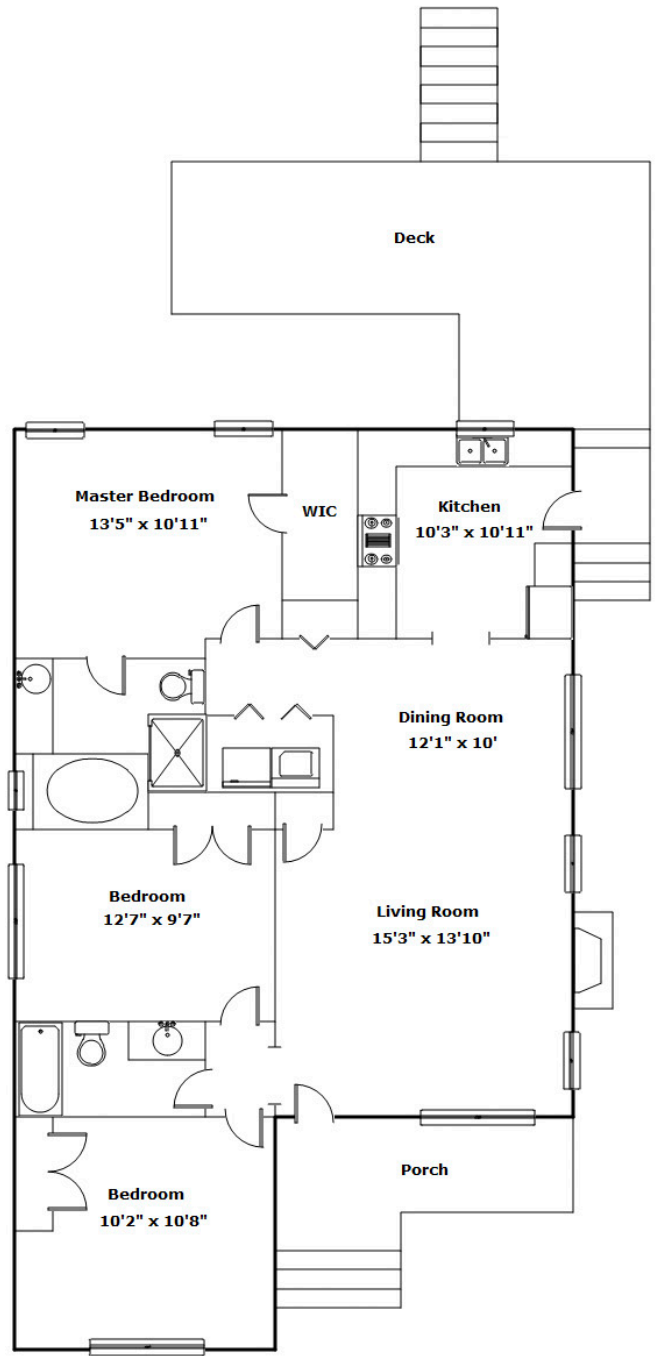 Deck
Master Bedroom
13'5" x 10'11"
WIC
Kitchen
10'3" x 10'11"
Dining Room
12'1" x 10'
Bedroom
12'7" x 9'7"
Living Room
15'3" x 13'10"
Porch
Bedroom
10'2" x 10'8"